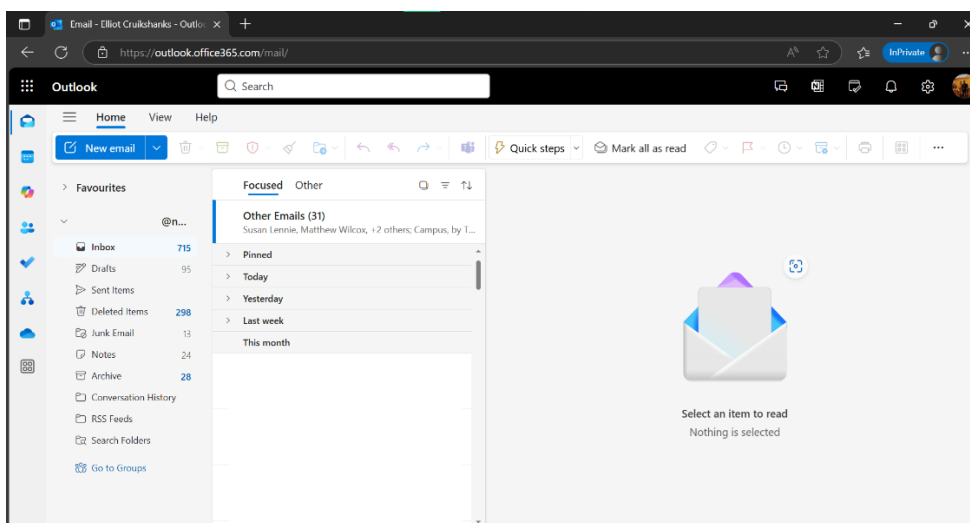 Email - Elliot Cruikshanks - Outloo
https://outlook.office365.com/mail/
InPrivate
Outlook
Search
Home View Help
New email
Quick steps
Mark all as read
Favourites
@n...
Inbox 715
Drafts 95
Sent Items
Deleted Items 298
Junk Email 13
Notes 24
Archive 28
Conversation History
RSS Feeds
Search Folders
Go to Groups
Focused Other
Other Emails (31)
Susan Lennie, Matthew Wilcox, +2 others; Campus, by T...
Pinned
Today
Yesterday
Last week
This month
Select an item to read
Nothing is selected